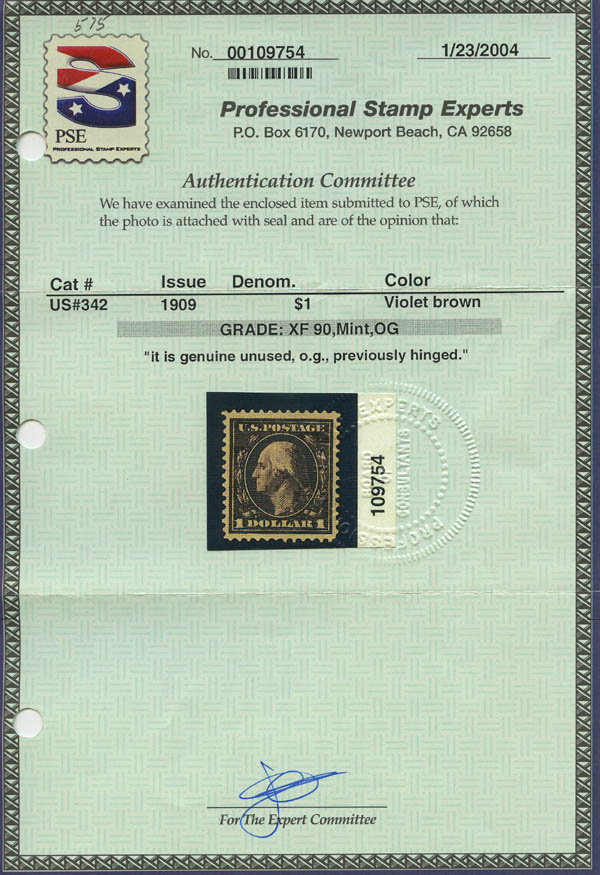 575
No. 00109754 1/23/2004
PSE
PROFESSIONAL STAMP EXPERTS
Professional Stamp Experts
P.O. Box 6170, Newport Beach, CA 92658
Authentication Committee
We have examined the enclosed item submitted to PSE, of which
the photo is attached with seal and are of the opinion that:
Cat # Issue Denom. Color
US#342 1909 $1 Violet brown
GRADE: XF 90,Mint,OG
"it is genuine unused, o.g., previously hinged."
U.S. POSTAGE
1 DOLLAR 1
109754
EXPERTS
CONSULTANTS
For The Expert Committee